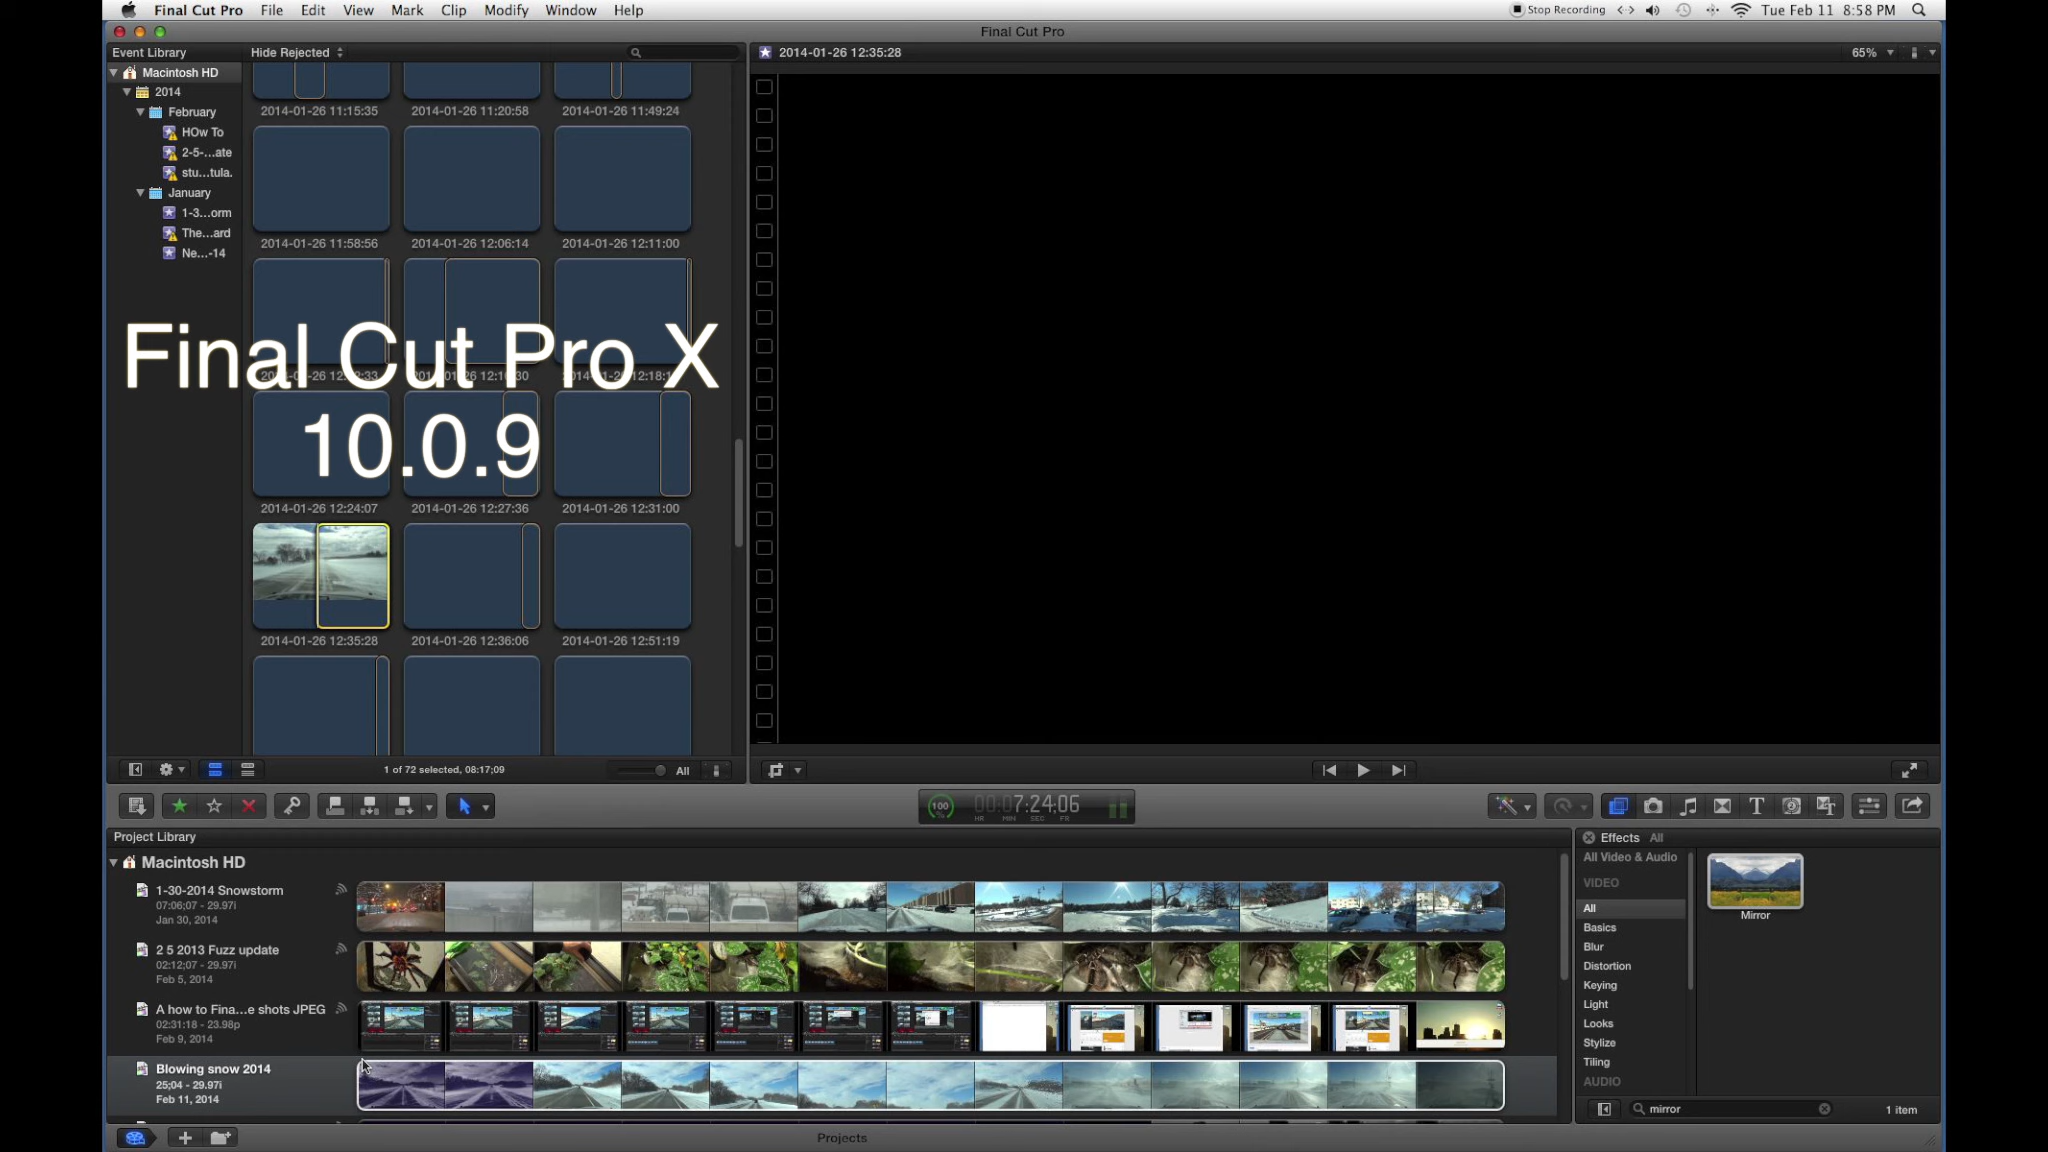 Final Cut Pro File Edit View Mark Clip Modify Window Help
Stop Recording Tue Feb 11 8:58 PM
Final Cut Pro
Event Library
Hide Rejected
2014-01-26 12:35:28
65%
Macintosh HD
2014
February
HOw To
2-5-...ate
stu...tula.
January
1-3...orm
The...ard
Ne...-14
2014-01-26 11:15:35 2014-01-26 11:20:58 2014-01-26 11:49:24
2014-01-26 11:58:56 2014-01-26 12:06:14 2014-01-26 12:11:00
Final Cut Pro X
10.0.9
2014-01-26 12:24:07 2014-01-26 12:27:36 2014-01-26 12:31:00
2014-01-26 12:35:28 2014-01-26 12:36:06 2014-01-26 12:51:19
1 of 72 selected, 08:17;09
All
100
%
7:24;06
HR MIN SEC FR
Project Library
Macintosh HD
1-30-2014 Snowstorm
07:06;07 - 29.97i
Jan 30, 2014
2 5 2013 Fuzz update
02:12;07 - 29.97i
Feb 5, 2014
A how to Fina...e shots JPEG
02:31:18 - 23.98p
Feb 9, 2014
Blowing snow 2014
25;04 - 29.97i
Feb 11, 2014
Projects
Effects All
All Video & Audio
VIDEO
All
Basics
Blur
Distortion
Keying
Light
Looks
Stylize
Tiling
AUDIO
Mirror
mirror
1 item